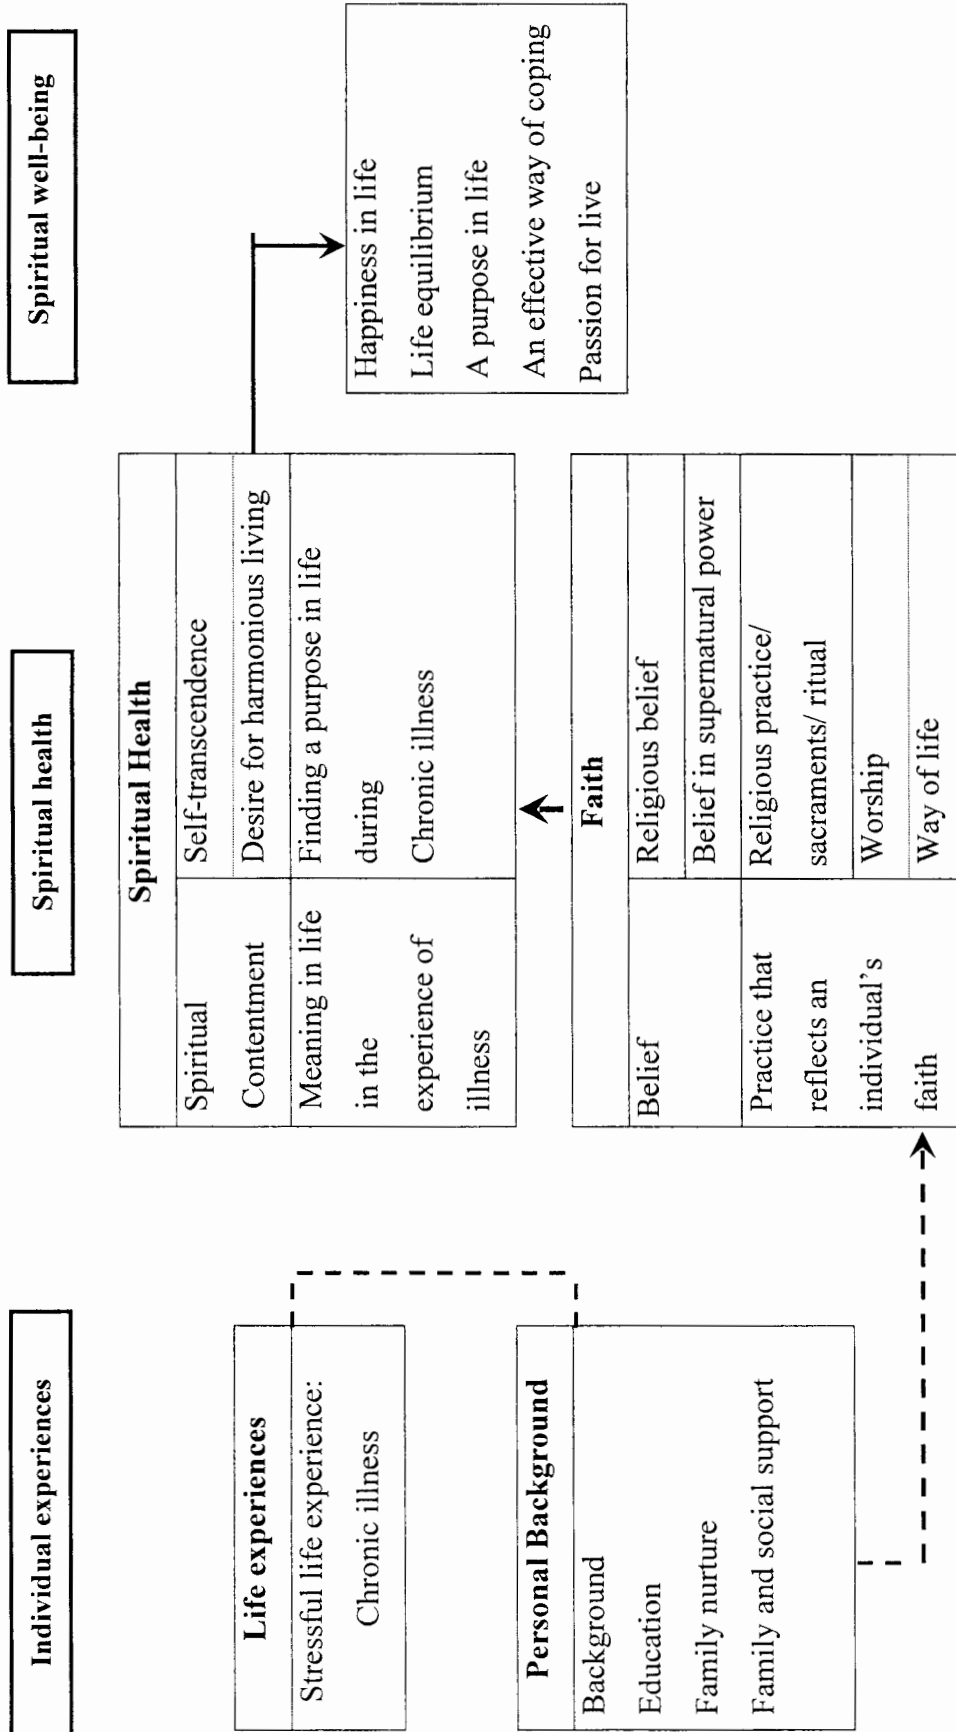 Individual experiences
Spiritual health
Spiritual well-being
Life experiences
Stressful life experience:
Chronic illness
Personal Background
Background
Education
Family nurture
Family and social support
Spiritual Health
Spiritual
Contentment
Self-transcendence
Desire for harmonious living
Meaning in life
in the
experience of
illness
Finding a purpose in life
during
Chronic illness
Faith
Belief
Religious belief
Belief in supernatural power
Practice that
reflects an
individual's
faith
Religious practice/
sacraments/ ritual
Worship
Way of life
Happiness in life
Life equilibrium
A purpose in life
An effective way of coping
Passion for live